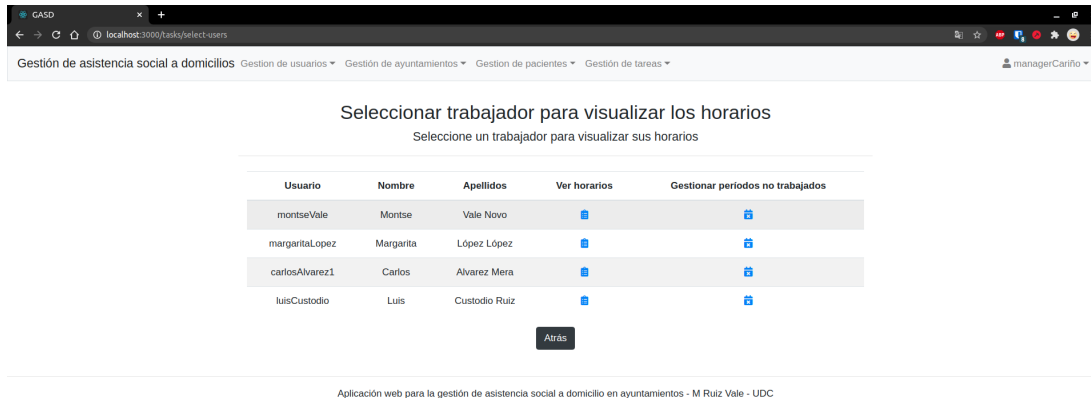 GASD
localhost:3000/tasks/select-users
ABP
Gestión de asistencia social a domicilios Gestion de usuarios Gestión de ayuntamientos Gestion de pacientes Gestión de tareas managerCariño
Seleccionar trabajador para visualizar los horarios
Seleccione un trabajador para visualizar sus horarios
Usuario Nombre Apellidos Ver horarios Gestionar períodos no trabajados
montseVale Montse Vale Novo
margaritaLopez Margarita López López
carlosAlvarez1 Carlos Alvarez Mera
luisCustodio Luis Custodio Ruiz
Atrás
Aplicación web para la gestión de asistencia social a domicilio en ayuntamientos - M Ruiz Vale - UDC